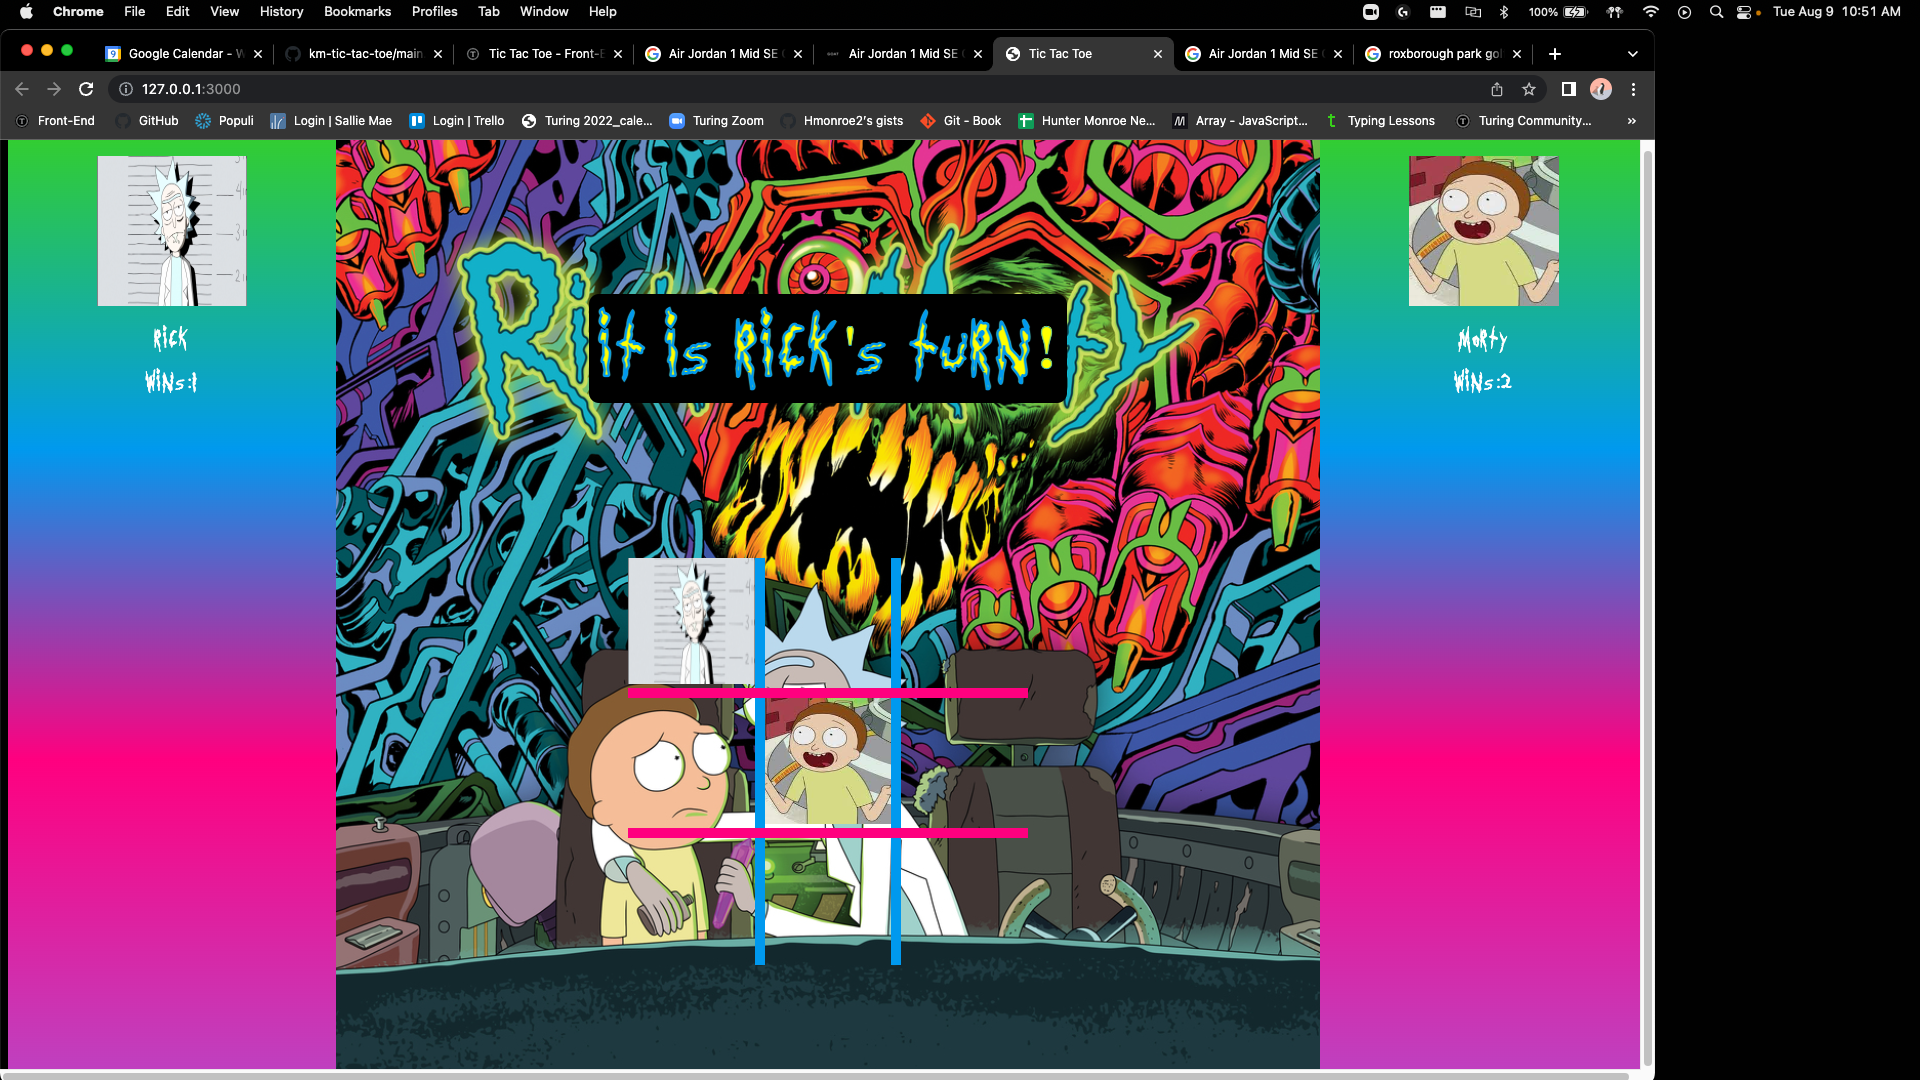 Chrome File Edit View History Bookmarks Profiles Tab Window Help 100% Tue Aug 9 10:51 AM
Google Calendar - W km-tic-tac-toe/main Tic Tac Toe - Front-E Air Jordan 1 Mid SE Air Jordan 1 Mid SE Tic Tac Toe Air Jordan 1 Mid SE roxborough park gol
127.0.0.1:3000
Front-End GitHub Populi Login | Sallie Mae Login | Trello Turing 2022_cale... Turing Zoom Hmonroe2's gists Git - Book Hunter Monroe Ne... Array - JavaScript... Typing Lessons Turing Community... »
it is Rick's turn!
Rick
Wins:1
Morty
Wins:2